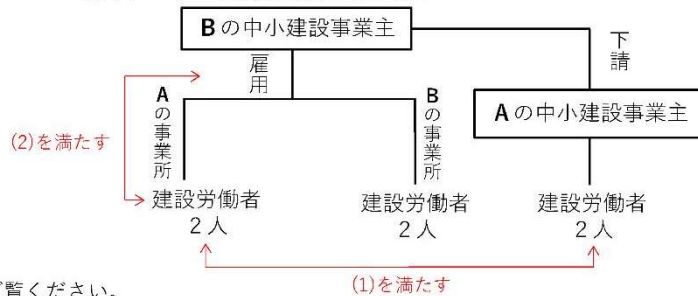 Bの中小建設事業主
下請
雇用
Aの事業所
Bの事業所
Aの中小建設事業主
(2)を満たす
建設労働者
2人
建設労働者
2人
建設労働者
2人
(1)を満たす
ご覧ください。